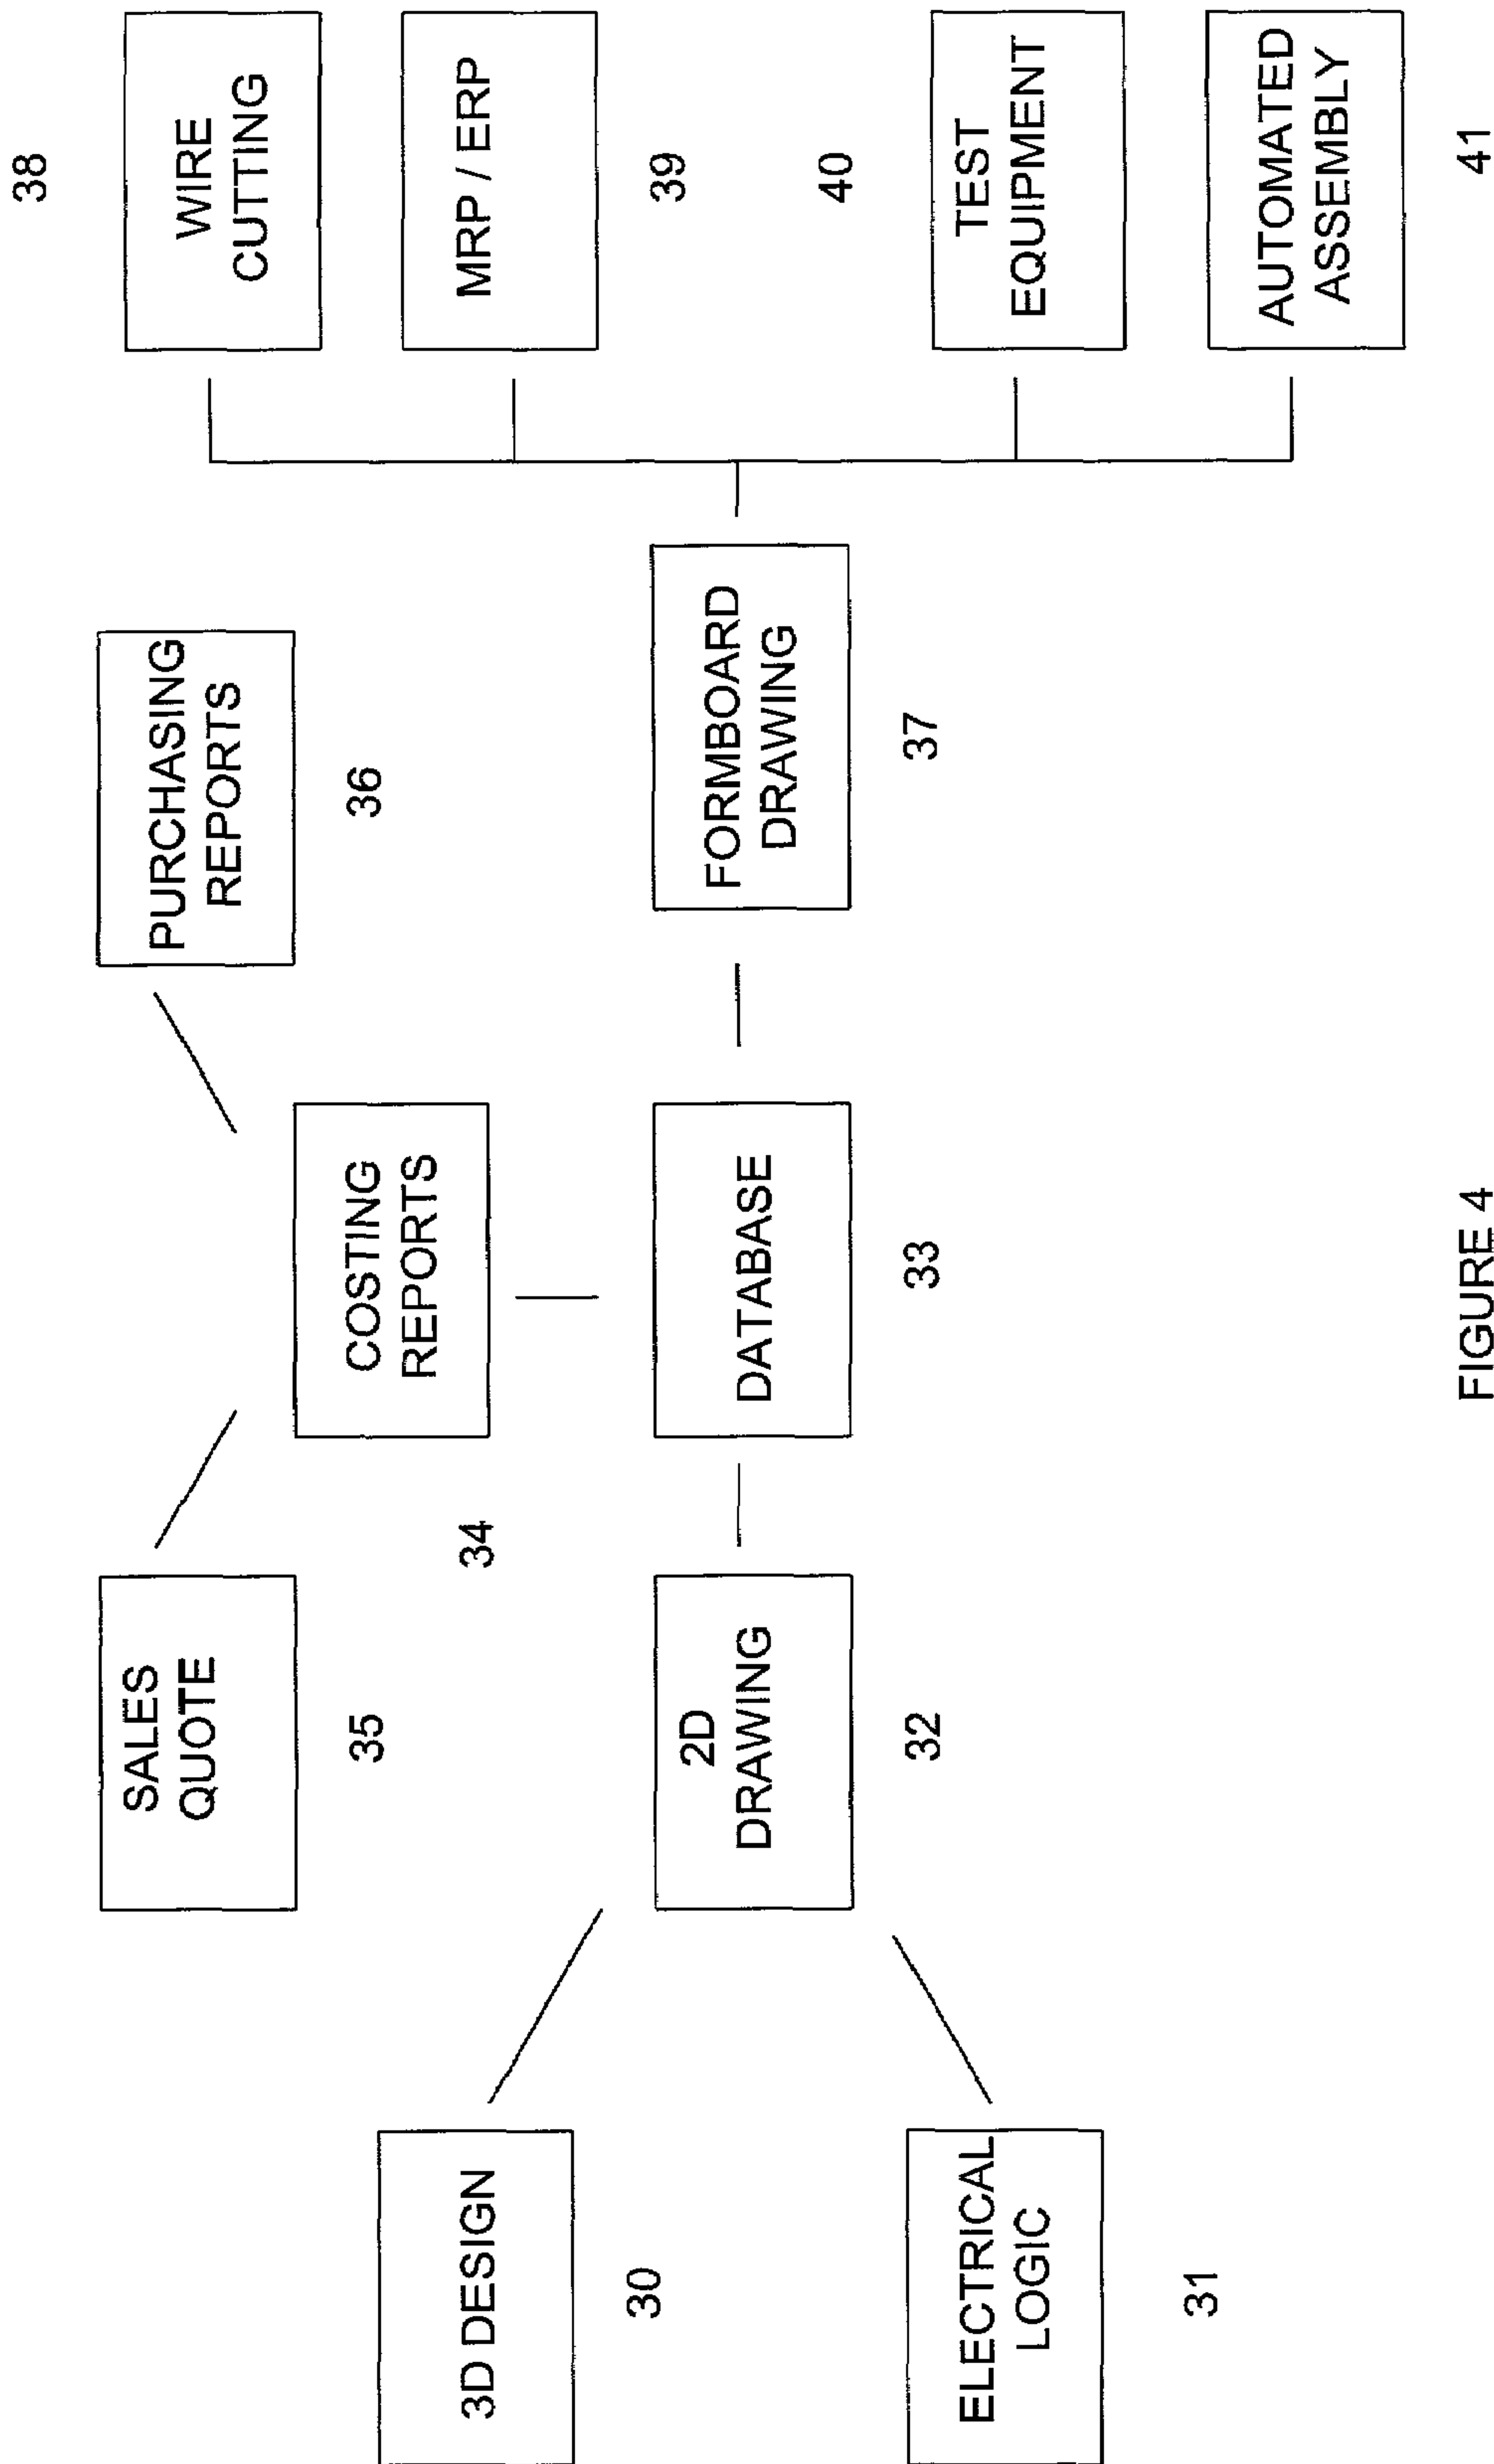 38
WIRE
CUTTING
MRP / ERP
39
40
TEST
EQUIPMENT
AUTOMATED
ASSEMBLY
41
PURCHASING
REPORTS
36
FORMBOARD
DRAWING
37
COSTING
REPORTS
34
DATABASE
33
SALES
QUOTE
35
2D
DRAWING
32
3D DESIGN
30
ELECTRICAL
LOGIC
31
FIGURE 4